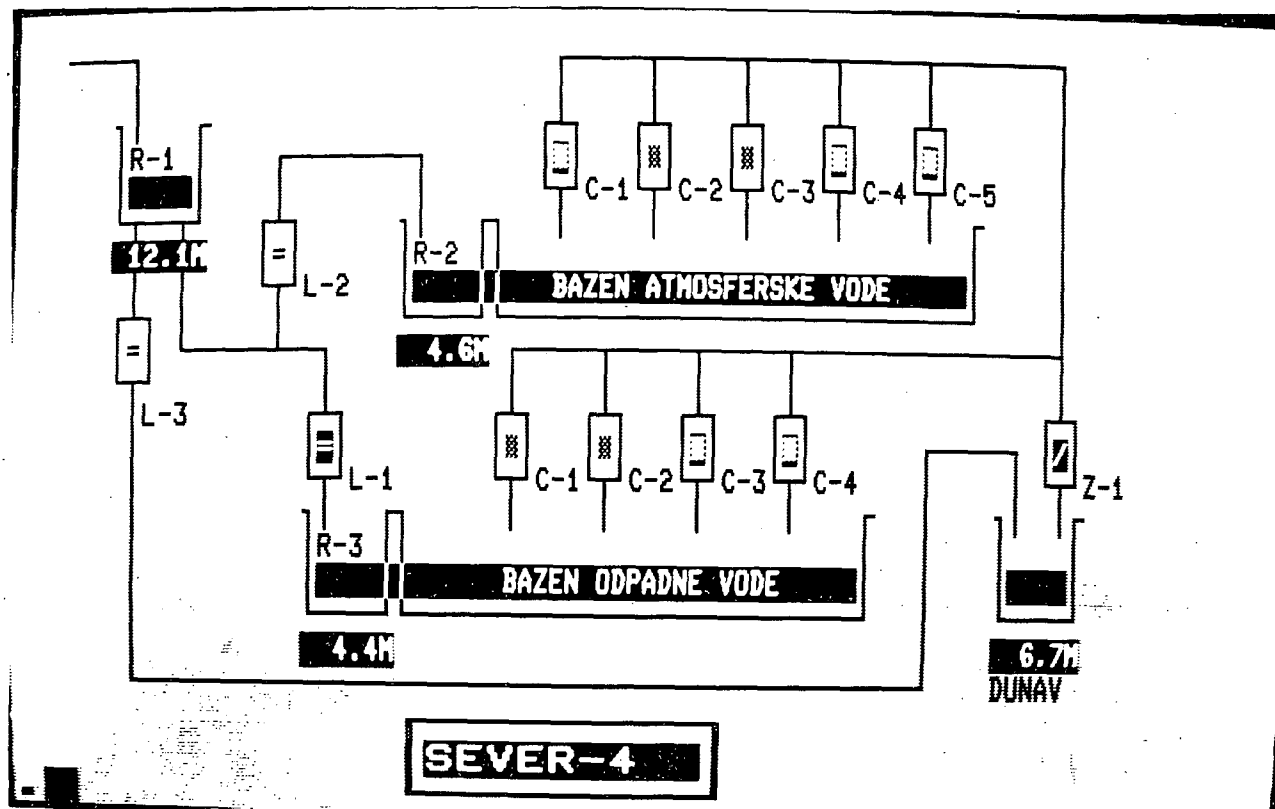 R-1
12.1M
L-2
L-3
C-1
C-2
C-3
C-4
C-5
R-2
BAZEN ATMOSFERSKE VODE
4.6M
L-1
C-1
C-2
C-3
C-4
Z-1
R-3
BAZEN ODPADNE VODE
4.4M
6.7M
DUNAV
SEVER-4